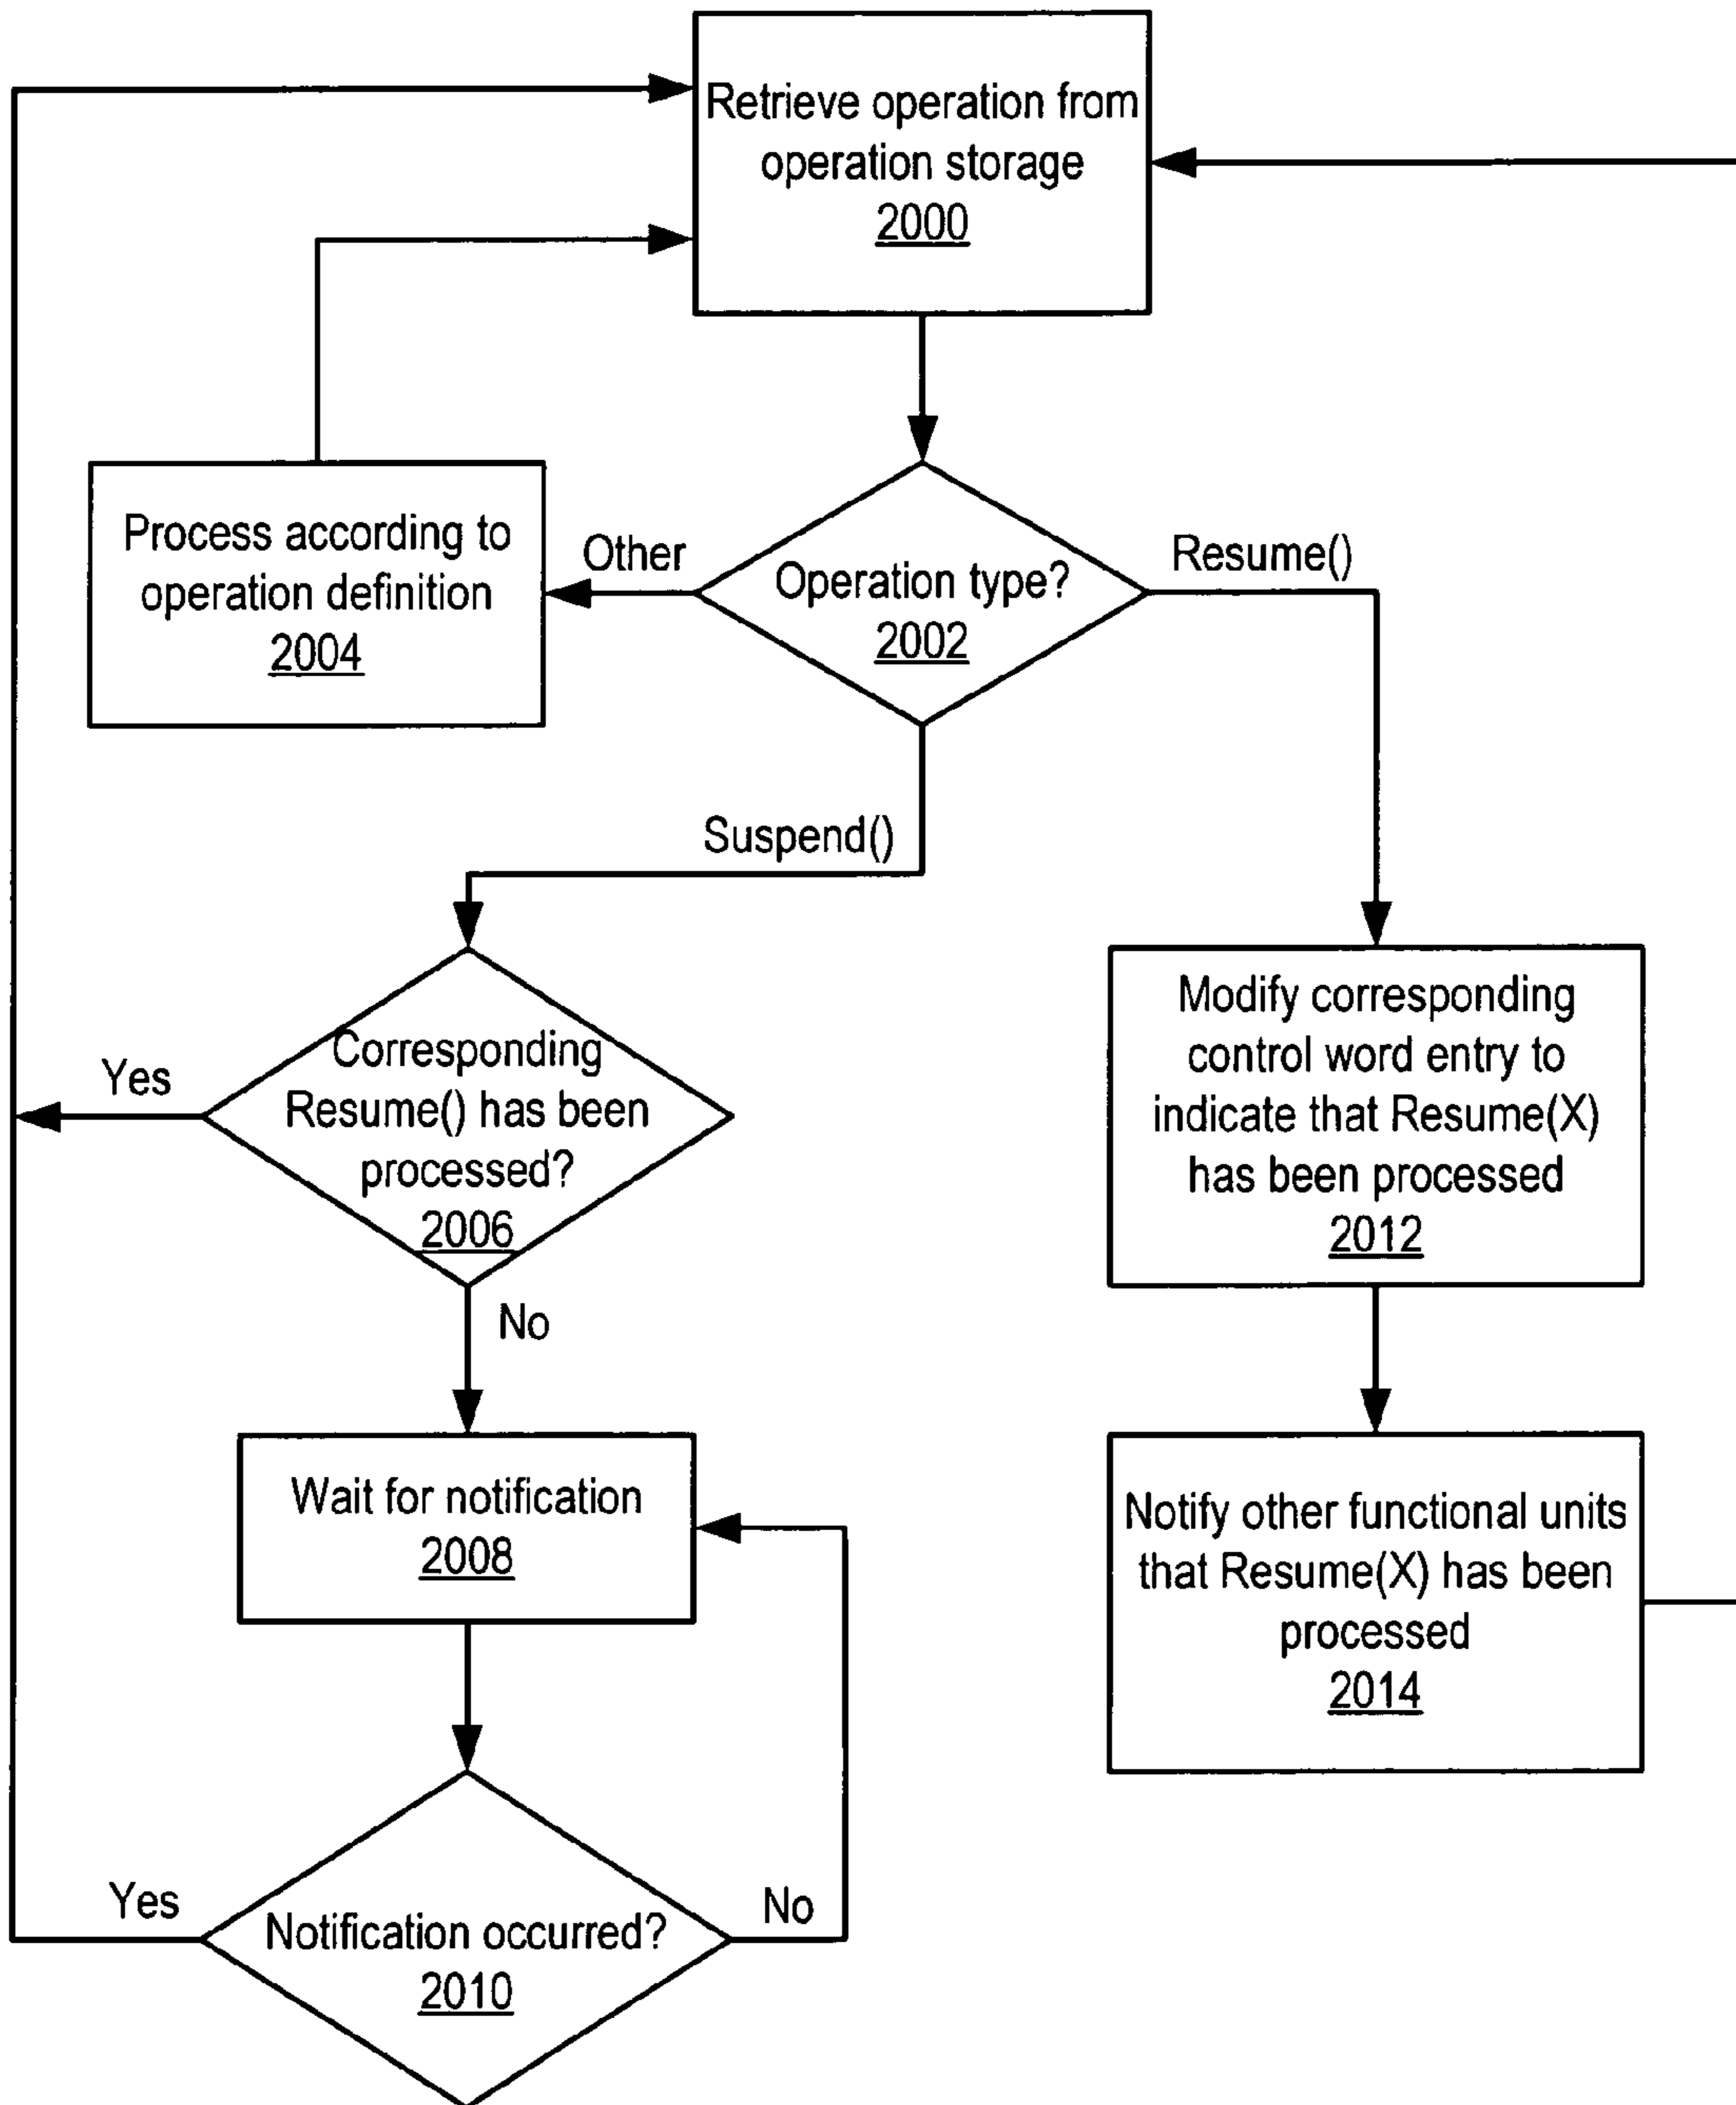 Retrieve operation from
operation storage
2000
Process according to
operation definition
2004
Other
Operation type?
2002
Resume()
Suspend()
Corresponding
Resume() has been
processed?
2006
Yes
No
Modify corresponding
control word entry to
indicate that Resume(X)
has been processed
2012
Wait for notification
2008
Notify other functional units
that Resume(X) has been
processed
2014
Yes
Notification occurred?
2010
No